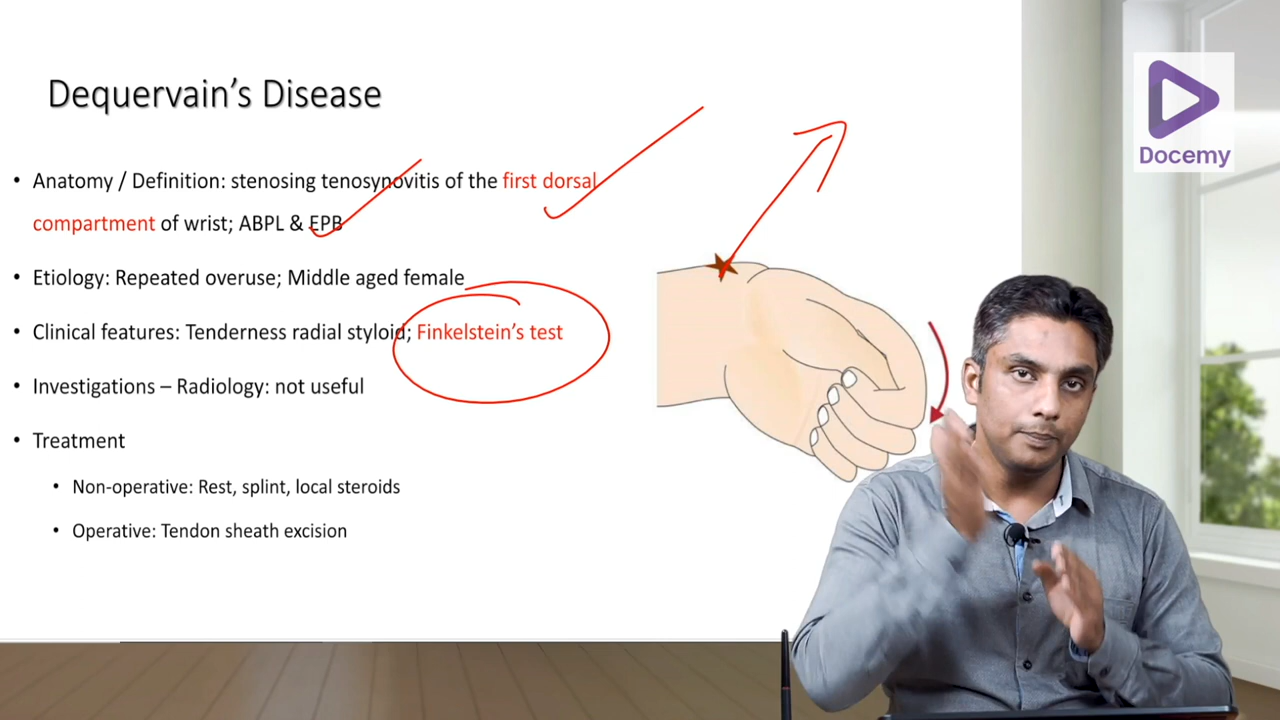 Dequervain's Disease
• Anatomy / Definition: stenosing tenosynovitis of the first dorsal
compartment of wrist; ABPL & EPB
• Etiology: Repeated overuse; Middle aged female
• Clinical features: Tenderness radial styloid; Finkelstein's test
• Investigations – Radiology: not useful
• Treatment
• Non-operative: Rest, splint, local steroids
• Operative: Tendon sheath excision
Docemy